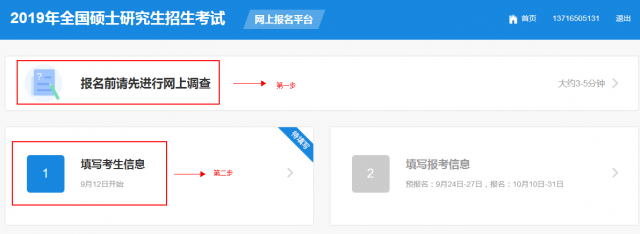 2019年全国硕士研究生招生考试 网上报名平台 首页 13716505131 退出
报名前请先进行网上调查 第一步 大约3-5分钟
待填写
1 填写考生信息 第二步
9月12日开始
2 填写报考信息
预报名：9月24日-27日，报名：10月10日-31日